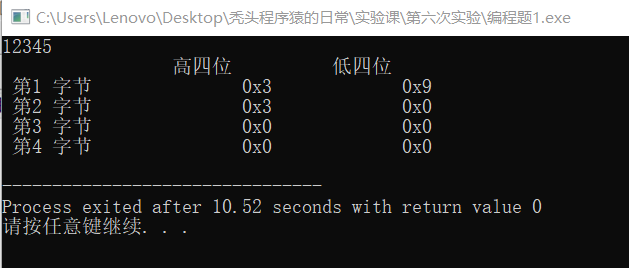 C:\Users\Lenovo\Desktop\秃头程序猿的日常\实验课\第六次实验\编程题1.exe
12345
高四位 低四位
第1 字节 0x3 0x9
第2 字节 0x3 0x0
第3 字节 0x0 0x0
第4 字节 0x0 0x0
--------------------------------
Process exited after 10.52 seconds with return value 0
请按任意键继续. . .